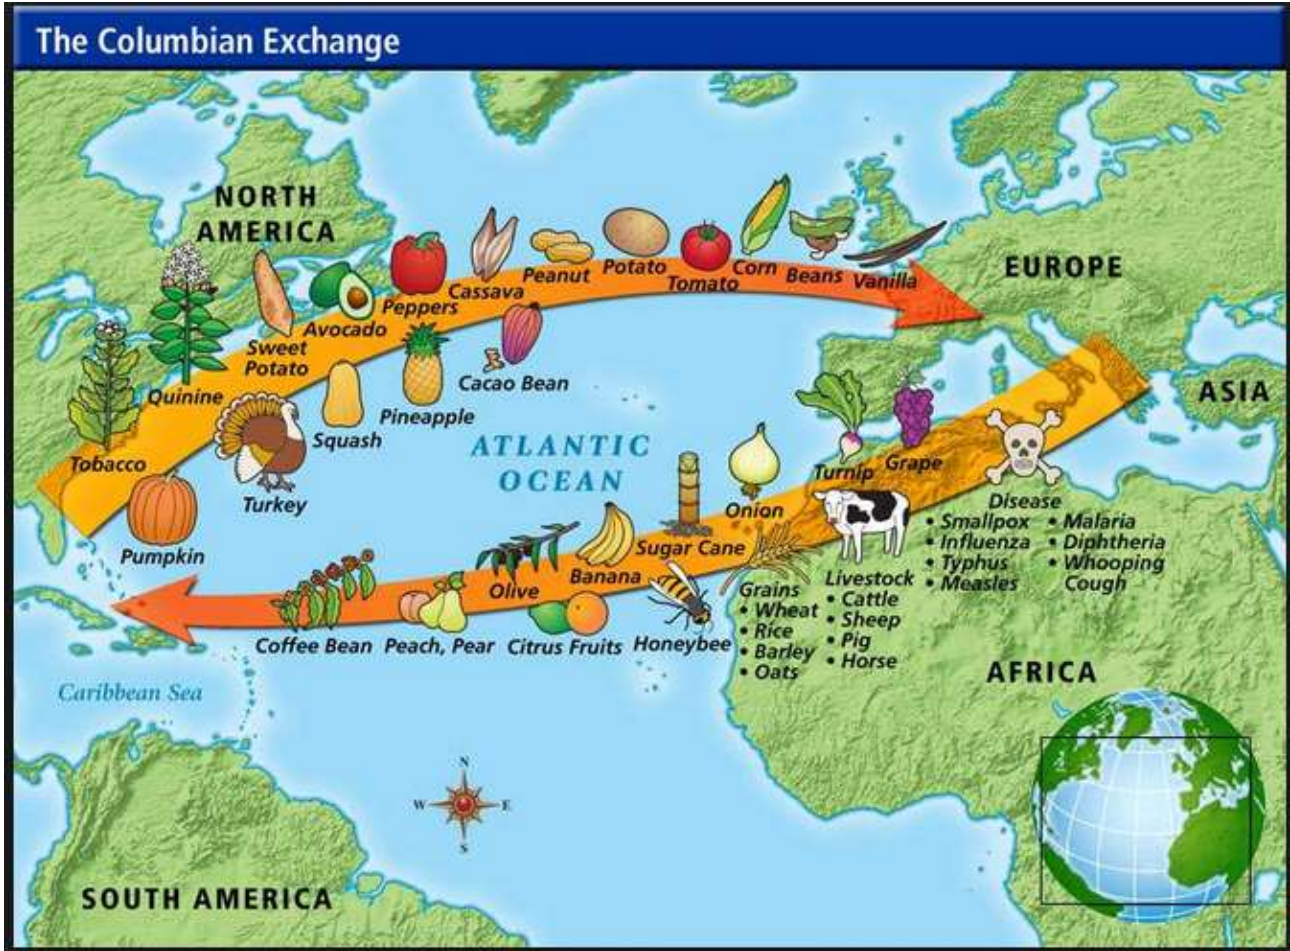 The Columbian Exchange
NORTH
AMERICA
EUROPE
ASIA
Tobacco
Quinine
Sweet
Potato
Avocado
Peppers
Cassava
Peanut
Potato
Tomato
Corn
Beans
Vanilla
Pumpkin
Turkey
Squash
Pineapple
Cacao Bean
ATLANTIC
OCEAN
Coffee Bean
Peach, Pear
Olive
Citrus Fruits
Banana
Honeybee
Sugar Cane
Onion
Turnip
Grape
Grains
• Wheat
• Rice
• Barley
• Oats
Livestock
• Cattle
• Sheep
• Pig
• Horse
Disease
• Smallpox
• Influenza
• Typhus
• Measles
• Malaria
• Diphtheria
• Whooping
Cough
AFRICA
Caribbean Sea
SOUTH AMERICA
N
W
E
S